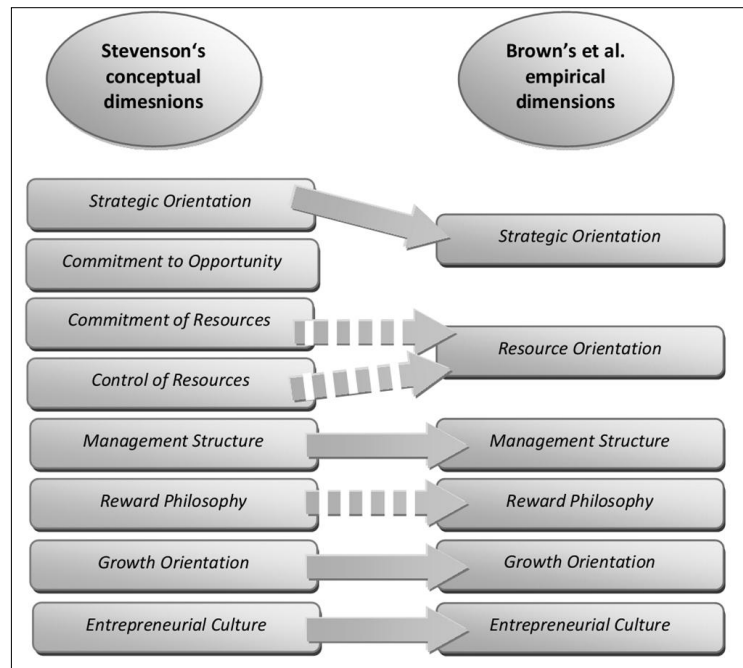 Stevenson‘s
conceptual
dimesnions
Brown’s et al.
empirical
dimensions
Strategic Orientation
Commitment to Opportunity
Commitment of Resources
Control of Resources
Management Structure
Reward Philosophy
Growth Orientation
Entrepreneurial Culture
Strategic Orientation
Resource Orientation
Management Structure
Reward Philosophy
Growth Orientation
Entrepreneurial Culture